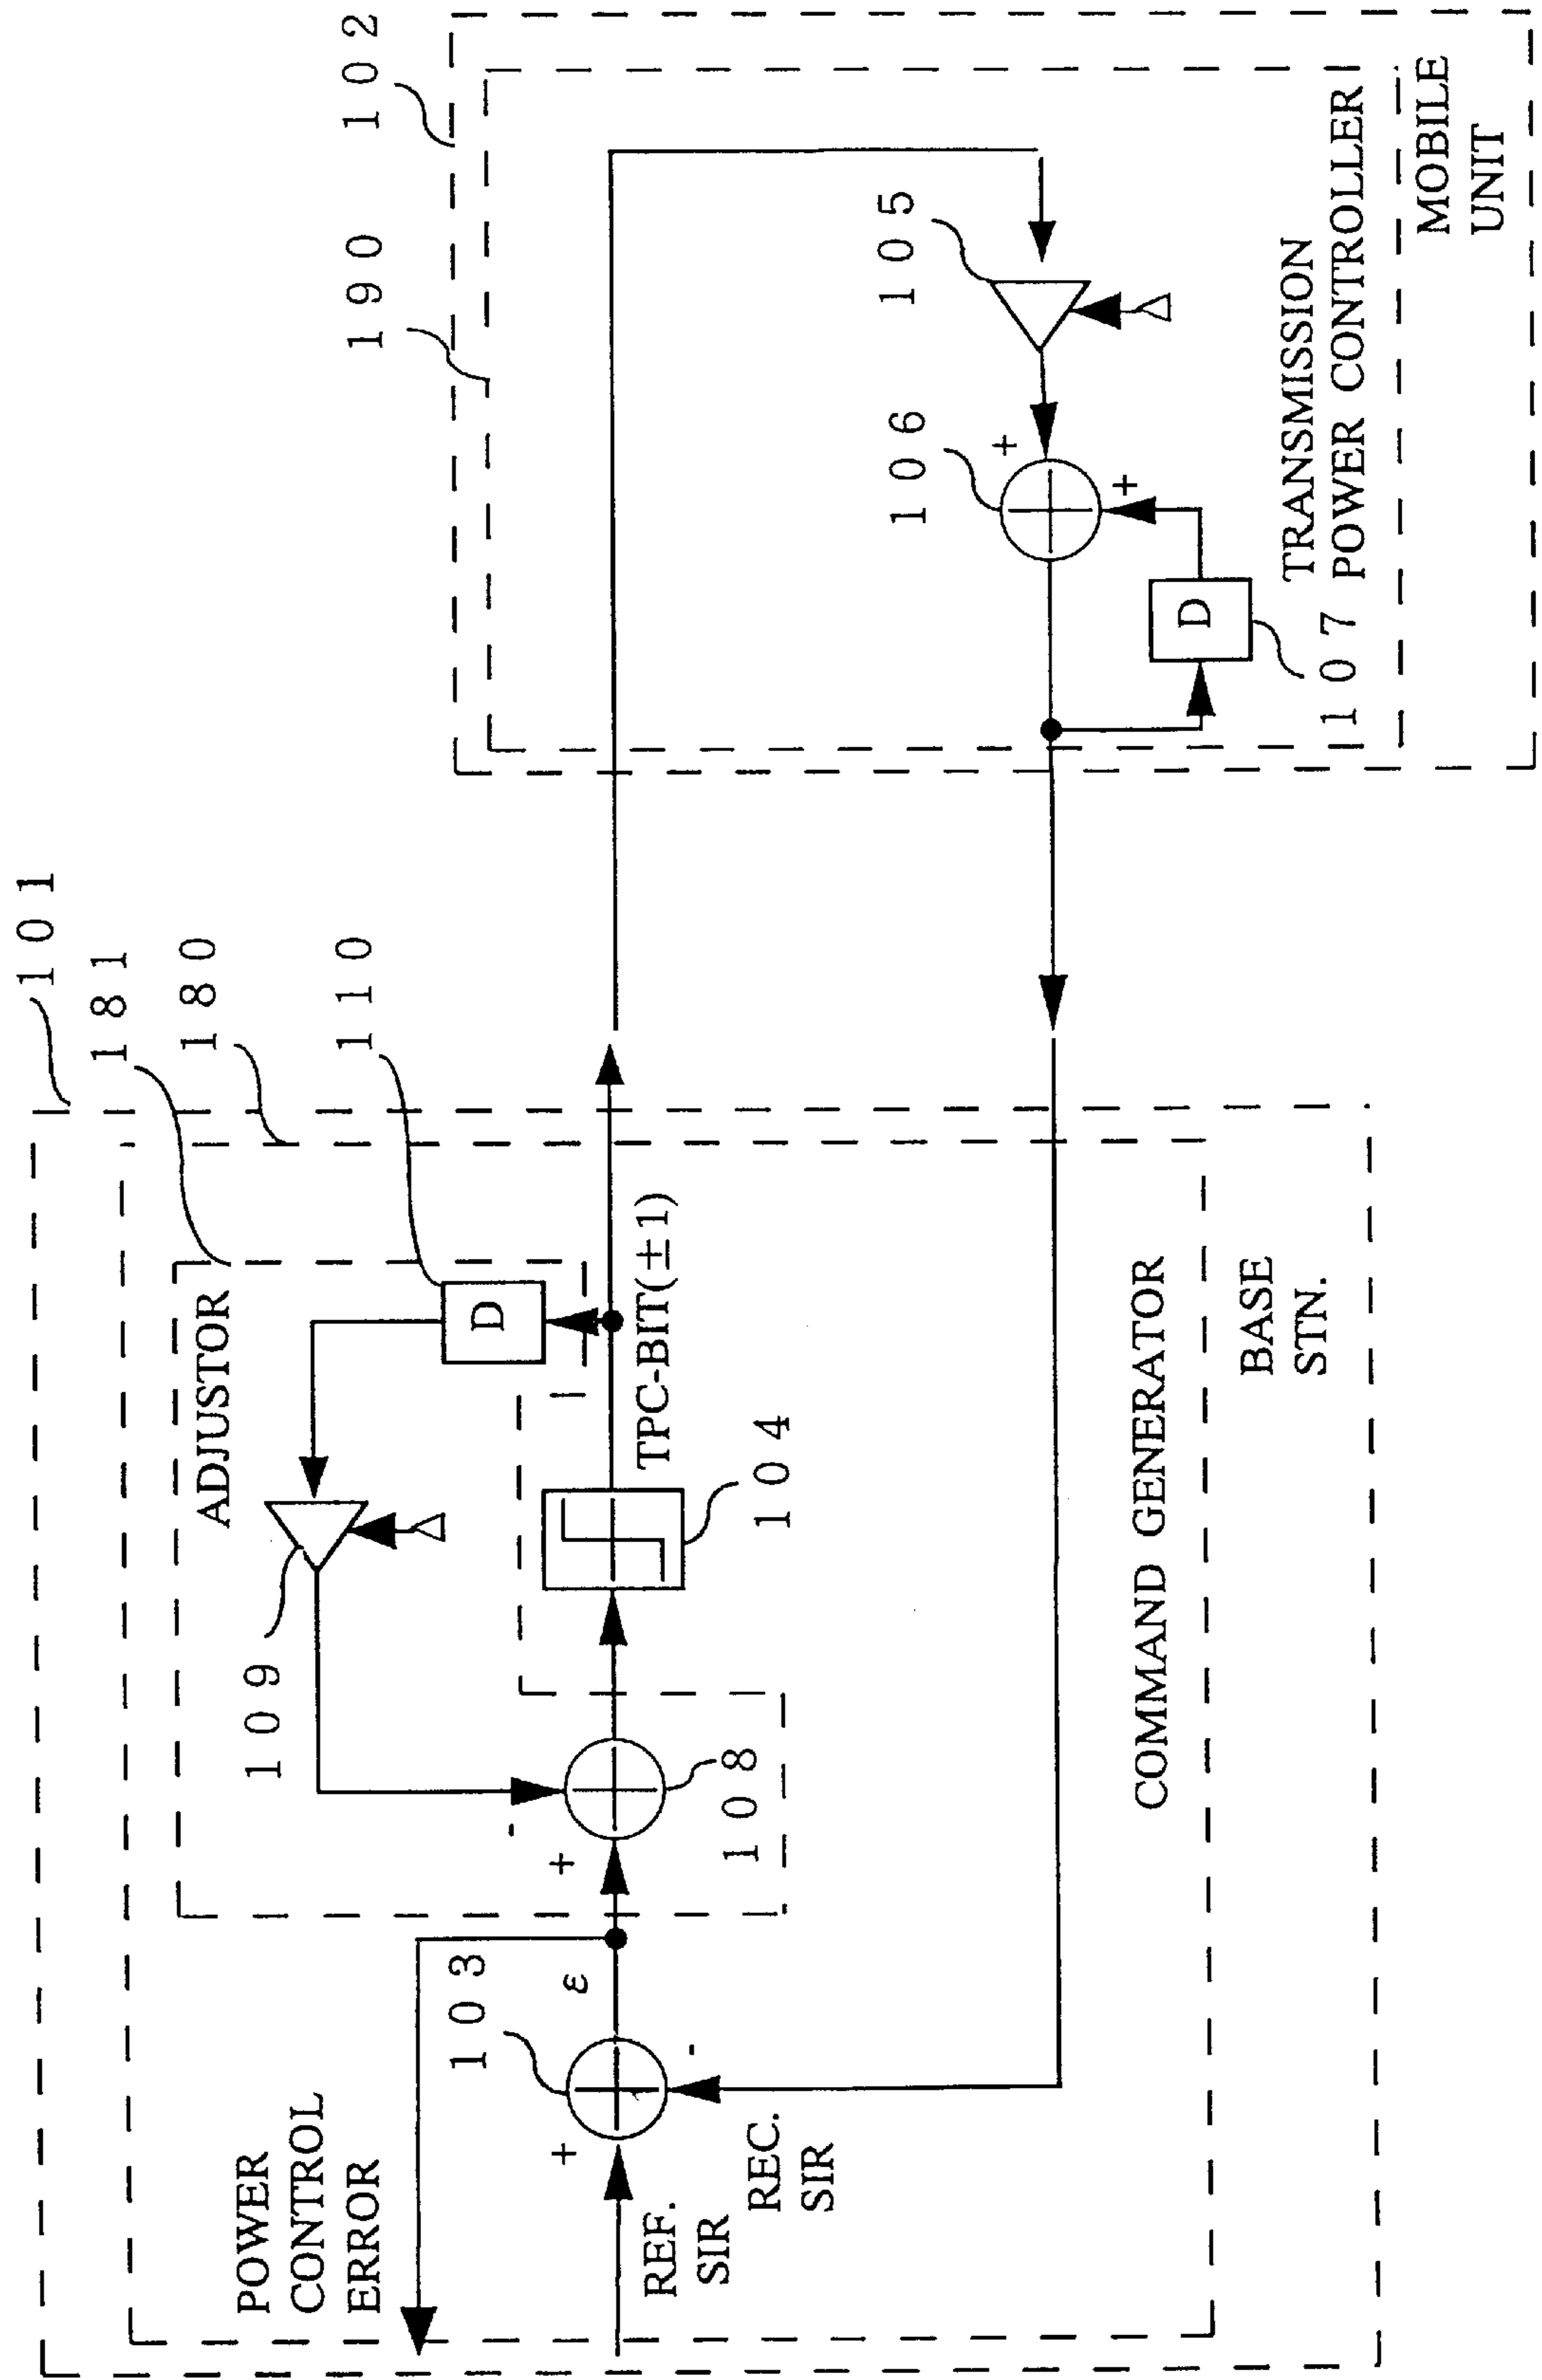 101
181
180
110
ADJUSTOR
109
D
POWER
CONTROL
ERROR
103
ε
+
-
+
-
108
104
TPC-BIT(±1)
REF.
SIR
REC.
SIR
COMMAND GENERATOR
BASE
STN.
190
102
105
106
+
+
D
107
TRANSMISSION
POWER CONTROLLER
MOBILE
UNIT